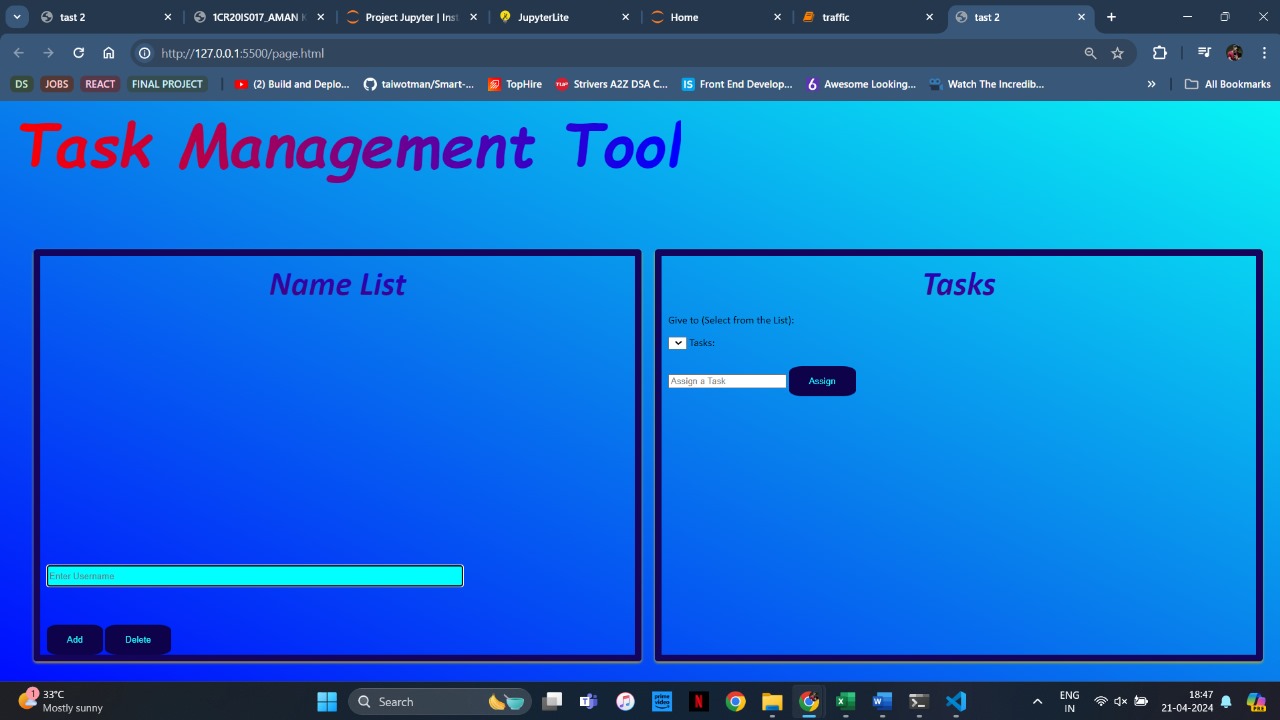 tast 2
1CR20IS017_AMAN K
Project Jupyter | Inst
JupyterLite
Home
traffic
tast 2
http://127.0.0.1:5500/page.html
DS
JOBS
REACT
FINAL PROJECT
(2) Build and Deplo...
taiwotman/Smart-...
TopHire
Strivers A2Z DSA C...
Front End Develop...
Awesome Looking...
Watch The Incredib...
All Bookmarks
Task Management Tool
Name List
Enter Username
Add
Delete
Tasks
Give to (Select from the List):
Tasks:
Assign a Task
Assign
1
33°C
Mostly sunny
Search
prime video
N
ENG
IN
18:47
21-04-2024
PRE